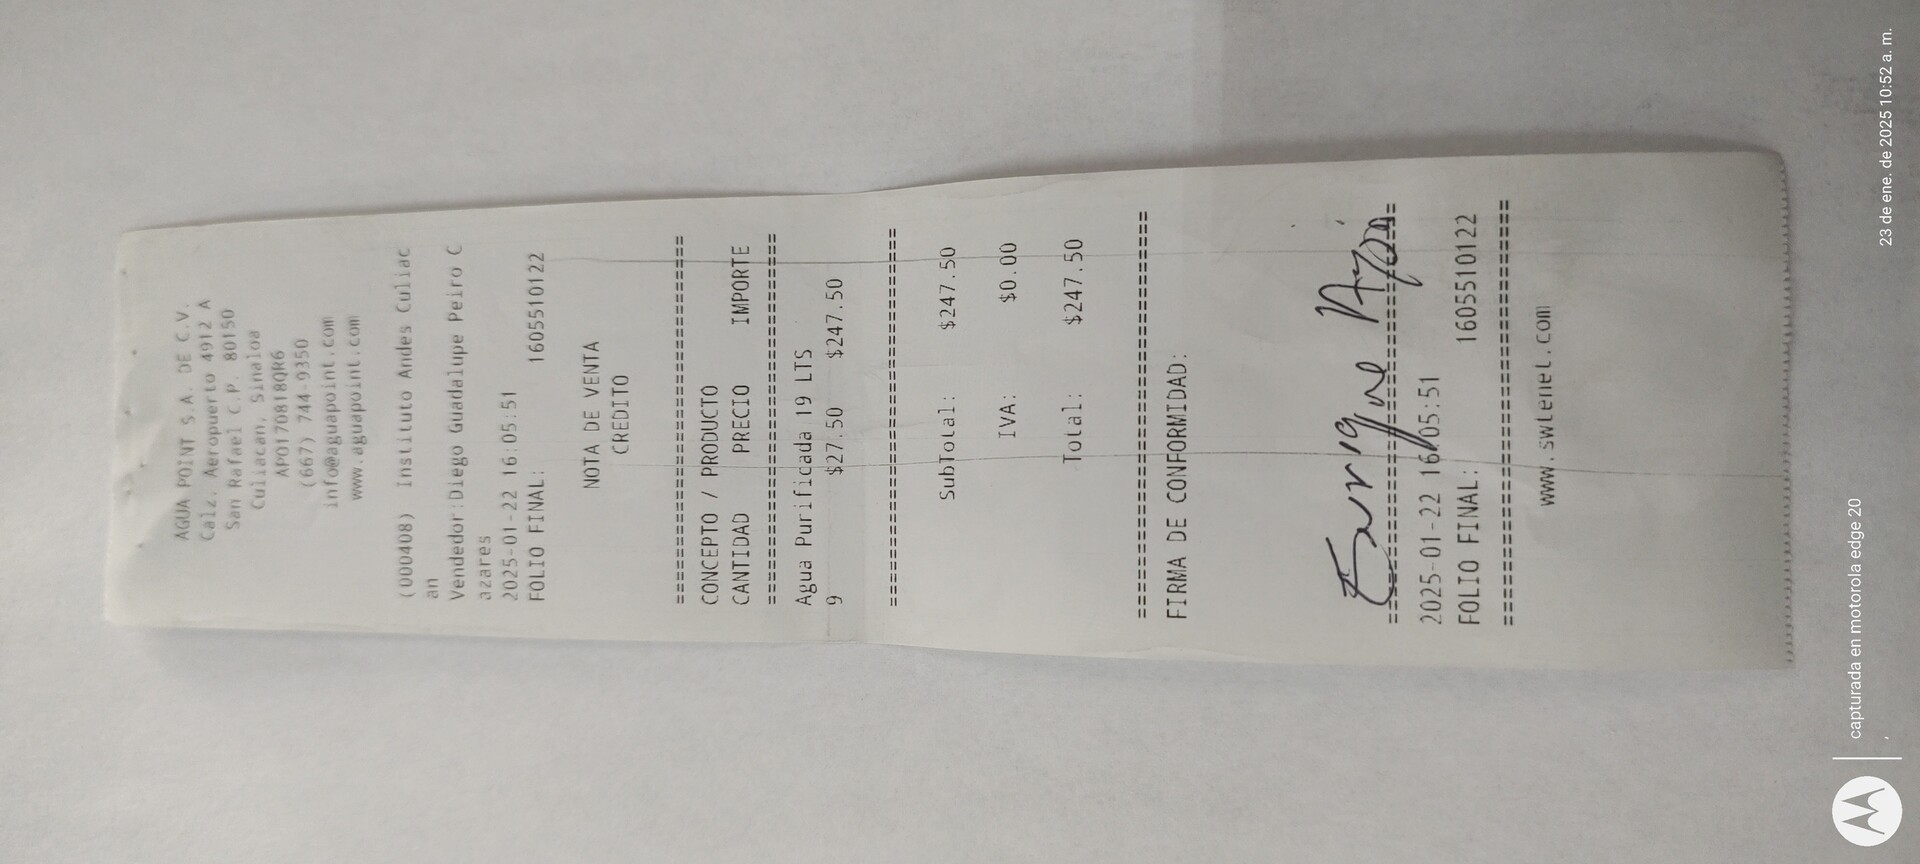 AGUA POINT S.A. DE C.V.
Calz. Aeropuerto 4912 A
San Rafael C.P. 80150
Culiacan, Sinaloa
APO170818QR6
(667) 744-9350
info@aguapoint.com
www.aguapoint.com
(000408) Instituto Andes Culiac
an
Vendedor:Diego Guadalupe Peiro C
azares
2025-01-22 16:05:51
FOLIO FINAL: 1605510122
NOTA DE VENTA
CREDITO
================================
CONCEPTO / PRODUCTO
CANTIDAD PRECIO IMPORTE
================================
Agua Purificada 19 LTS
9 $27.50 $247.50
================================
SubTotal: $247.50
IVA: $0.00
Total: $247.50
================================
FIRMA DE CONFORMIDAD:
Enrique
================================
2025-01-22 16:05:51
FOLIO FINAL: 1605510122
================================
www.swtenet.com
capturada en motorola edge 20
23 de ene. de 2025 10:52 a. m.